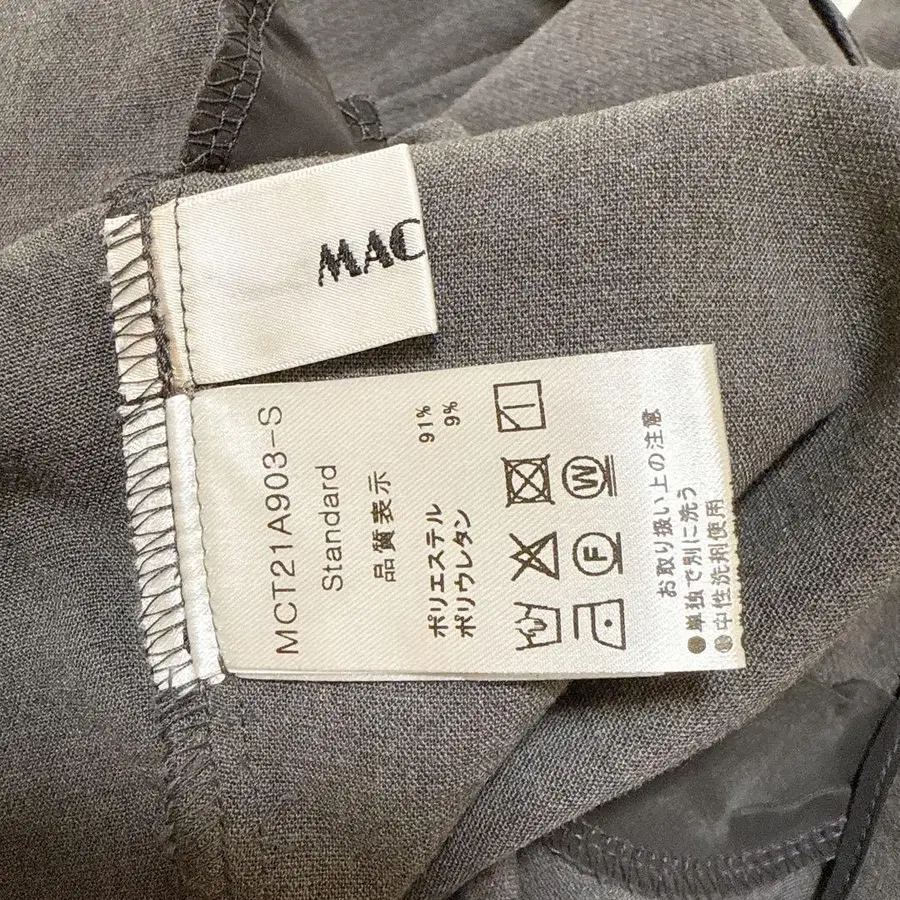 MAC
MCT21A903-S
Standard
品質表示
ポリエステル 91%
ポリウレタン 9%
W
F
お取り扱い上の注意
●単独で別に洗う
●中性洗剤使用